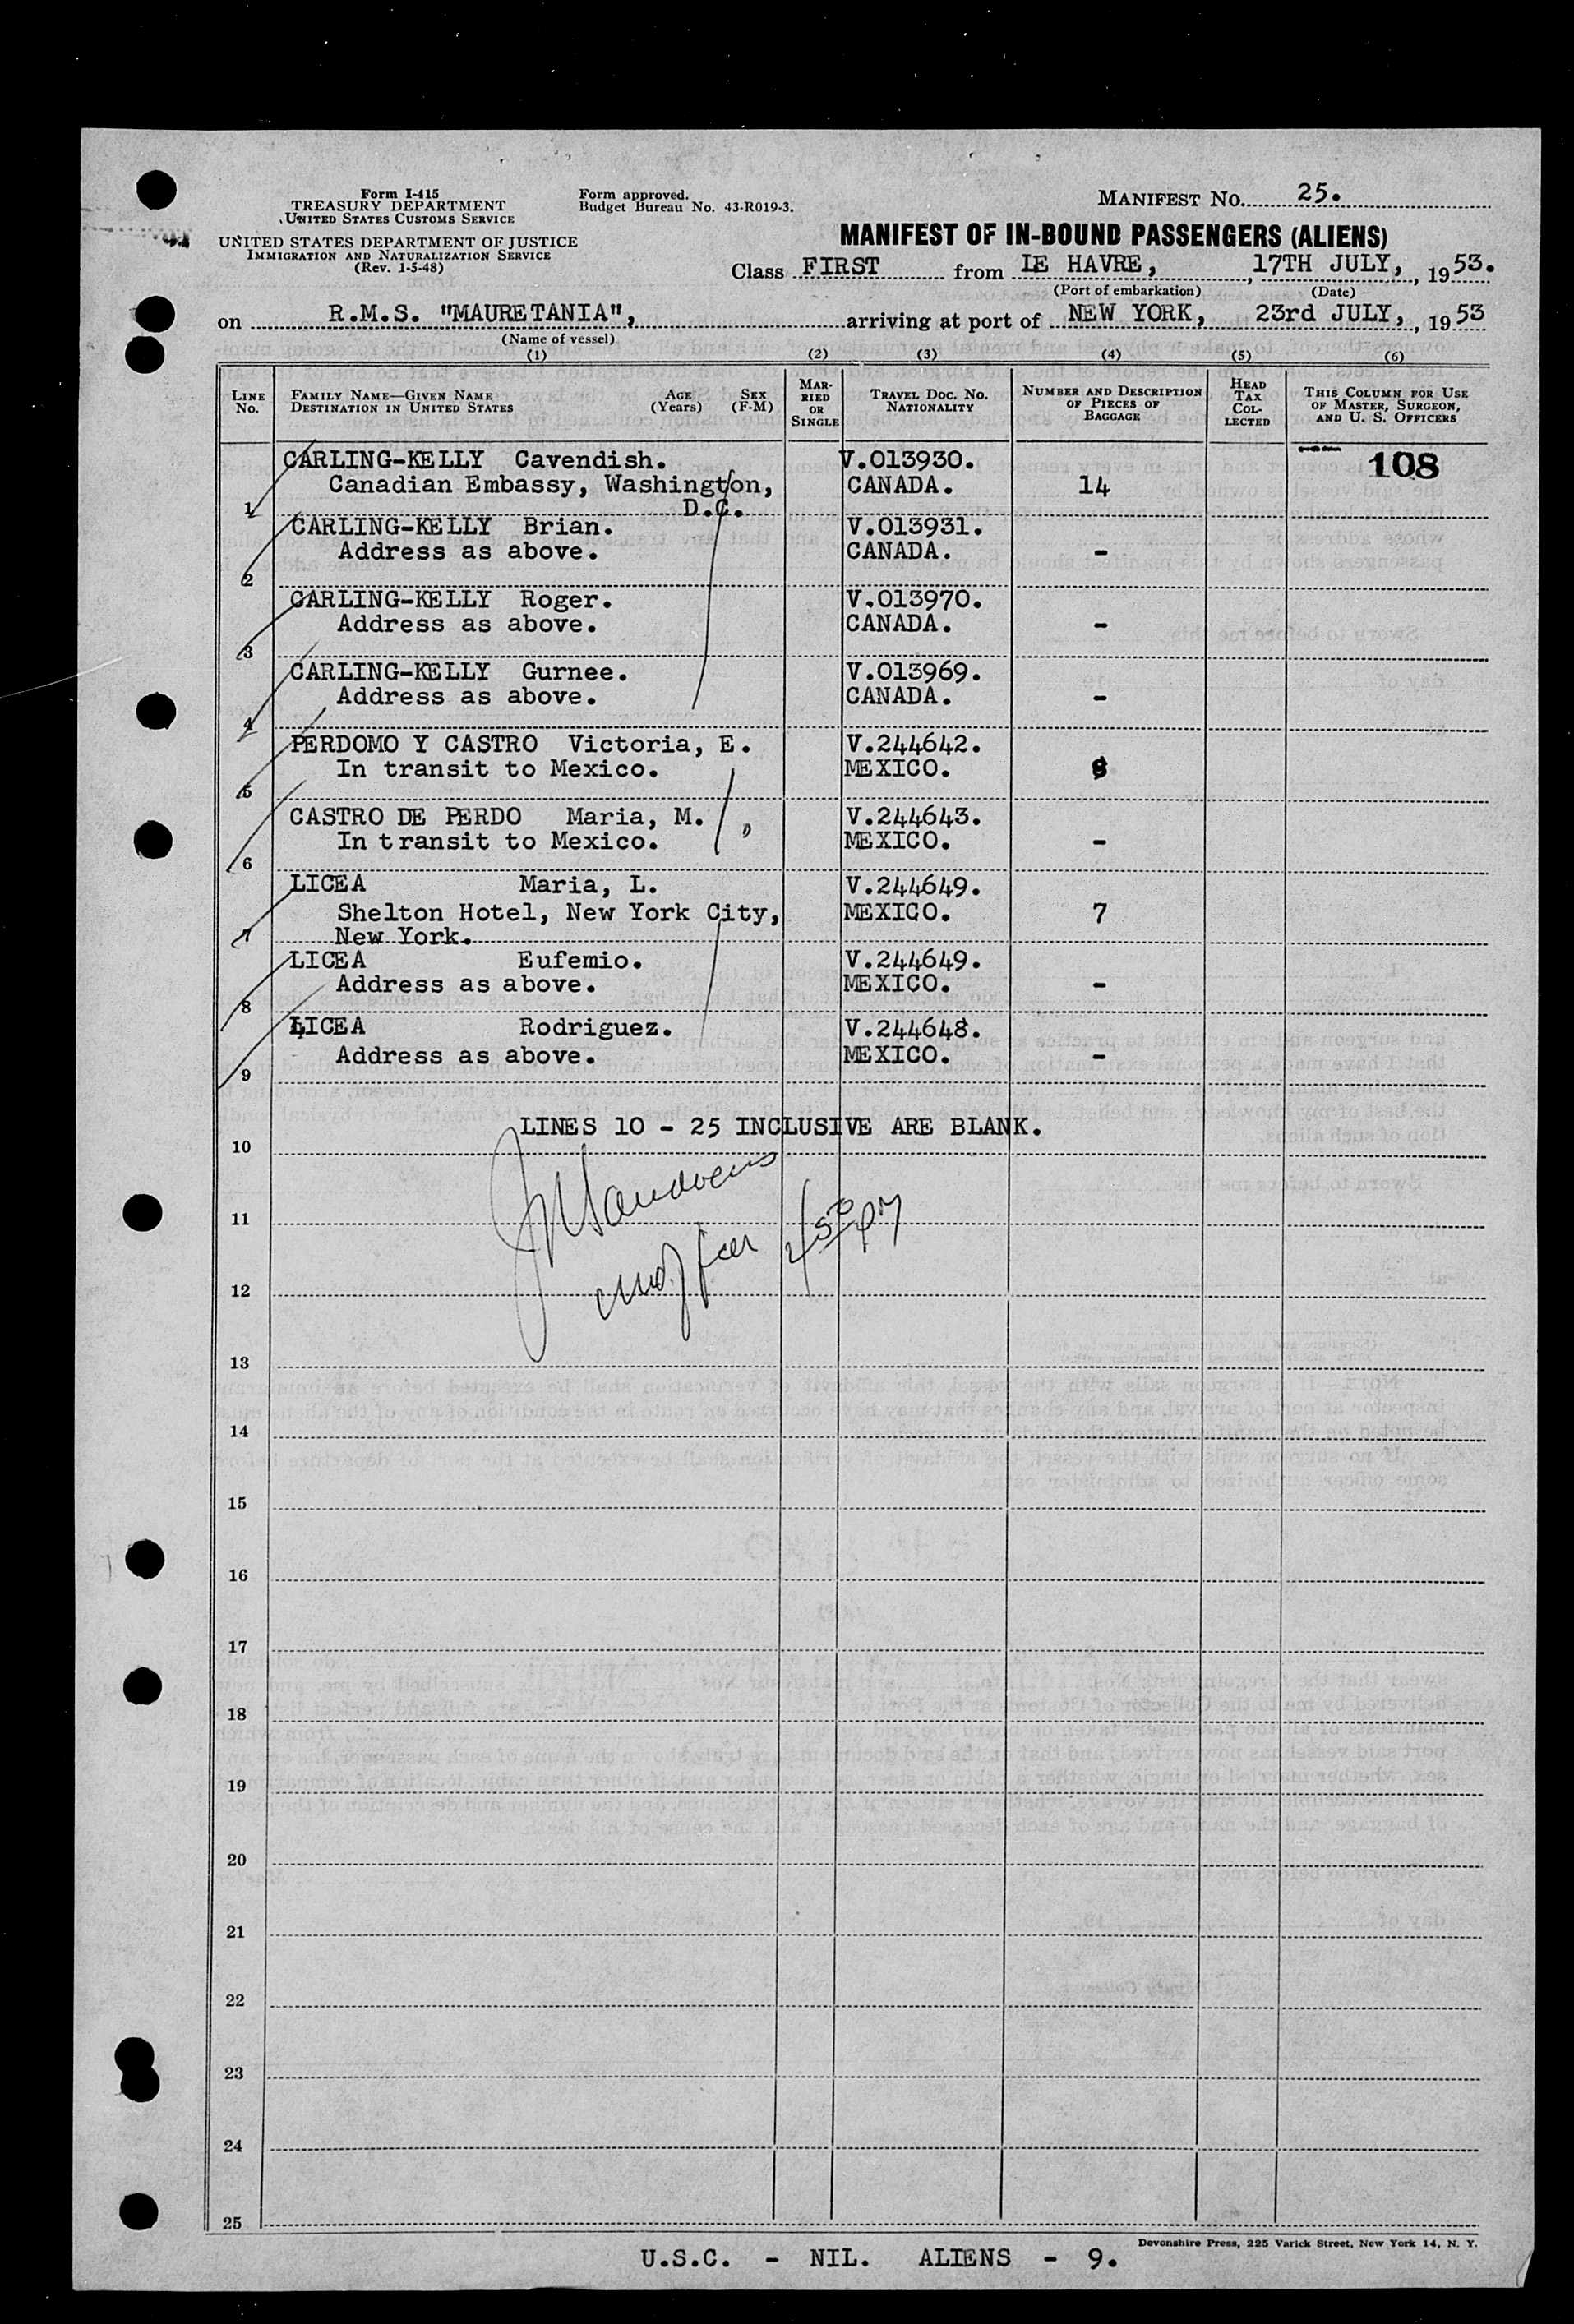 Form I-415
TREASURY DEPARTMENT
UNITED STATES CUSTOMS SERVICE
UNITED STATES DEPARTMENT OF JUSTICE
IMMIGRATION AND NATURALIZATION SERVICE
(Rev. 1-5-48)
Form approved.
Budget Bureau No. 43-R019-3.
MANIFEST NO. 25.
MANIFEST OF IN-BOUND PASSENGERS (ALIENS)
Class FIRST from LE HAVRE, 17TH JULY, 1953.
(Port of embarkation) (Date)
on R.M.S. "MAURETANIA", arriving at port of NEW YORK, 23rd JULY, 1953
(Name of vessel)
(1) (2) (3) (4) (5) (6)
LINE No. FAMILY NAME—GIVEN NAME DESTINATION IN UNITED STATES AGE (Years) SEX (F-M) MARRIED OR SINGLE TRAVEL DOC. NO. NATIONALITY NUMBER AND DESCRIPTION OF PIECES OF BAGGAGE HEAD TAX COLLECTED THIS COLUMN FOR USE OF MASTER, SURGEON, AND U. S. OFFICERS
CARLING-KELLY Cavendish. V.013930. 108
Canadian Embassy, Washington, CANADA. 14
1 D.C.
CARLING-KELLY Brian. V.013931.
Address as above. CANADA. -
2
CARLING-KELLY Roger. V.013970.
Address as above. CANADA. -
3
CARLING-KELLY Gurnee. V.013969.
Address as above. CANADA. -
4
PERDOMO Y CASTRO Victoria, E. V.244642.
In transit to Mexico. MEXICO. 8
5
CASTRO DE PERDO Maria, M. V.244643.
In transit to Mexico. MEXICO. -
6
LICEA Maria, L. V.244649.
Shelton Hotel, New York City, MEXICO. 7
7 New York.
LICEA Eufemio. V.244649.
Address as above. MEXICO. -
8
LICEA Rodriguez. V.244648.
Address as above. MEXICO. -
9
LINES 10 - 25 INCLUSIVE ARE BLANK.
10
11
12
13
14
15
16
17
18
19
20
21
22
23
24
25
Devonshire Press, 225 Varick Street, New York 14, N. Y.
U.S.C. - NIL. ALIENS - 9.